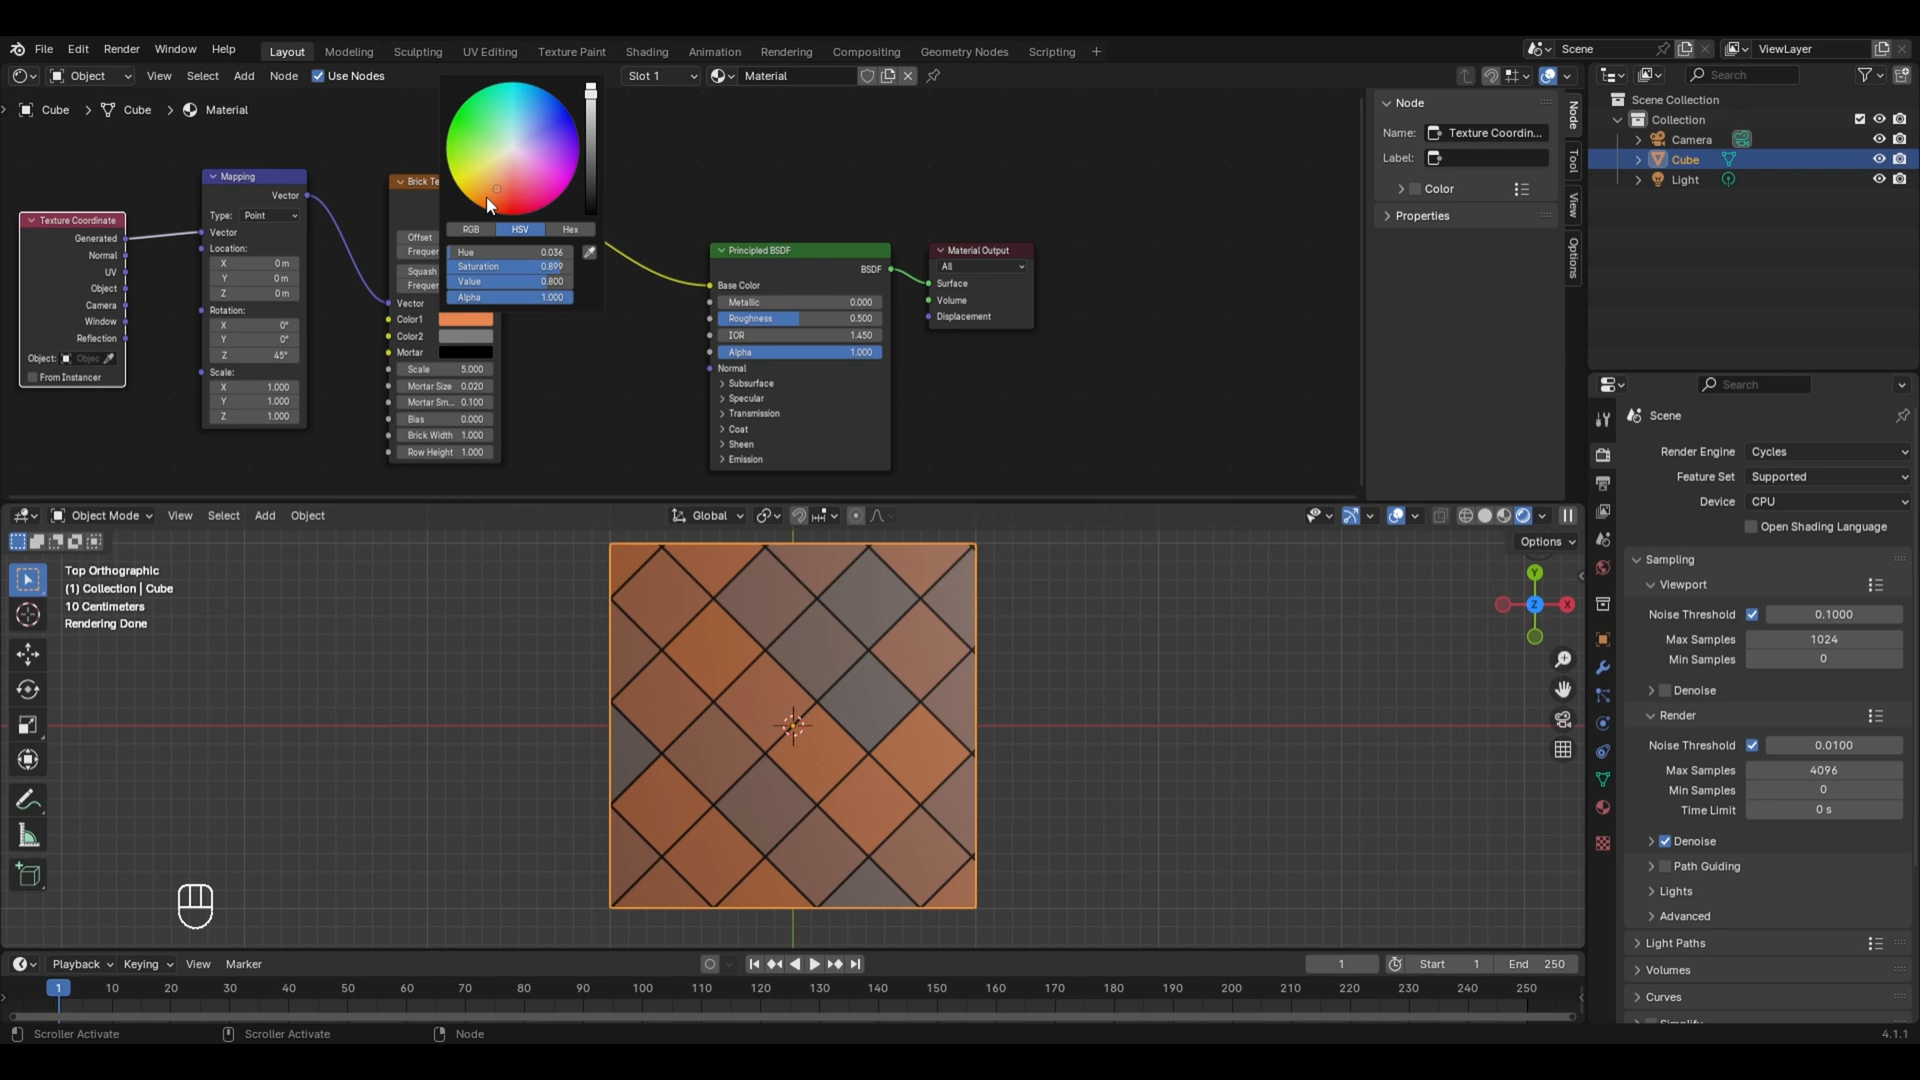 File Edit Render Window Help Layout Modeling Sculpting UV Editing Texture Paint Shading Animation Rendering Compositing Geometry Nodes Scripting + Scene ViewLayer
Object View Select Add Node Use Nodes Slot 1 Material Search
Cube Cube Material
Texture Coordinate
Generated
Normal
UV
Object
Camera
Window
Reflection
Object:
From Instancer
Mapping
Vector
Type: Point
Vector
Location:
X 0 m
Y 0 m
Z 0 m
Rotation:
X 0°
Y 0°
Z 45°
Scale:
X 1.000
Y 1.000
Z 1.000
Brick Te
Offset
Frequer
Squash
Frequer
Vector
Color1
Color2
Mortar
Scale 5.000
Mortar Size 0.020
Mortar Sm... 0.100
Bias 0.000
Brick Width 1.000
Row Height 1.000
RGB HSV Hex
Hue 0.036
Saturation 0.899
Value 0.800
Alpha 1.000
Principled BSDF
BSDF
Base Color
Metallic 0.000
Roughness 0.500
IOR 1.450
Alpha 1.000
Normal
Subsurface
Specular
Transmission
Coat
Sheen
Emission
Material Output
All
Surface
Volume
Displacement
Node
Name: Texture Coordin...
Label:
Color
Properties
Node
Tool
View
Options
Scene Collection
Collection
Camera
Cube
Light
Object Mode View Select Add Object Global
Options
Top Orthographic
(1) Collection | Cube
10 Centimeters
Rendering Done
Y
Z
X
Search
Scene
Render Engine Cycles
Feature Set Supported
Device CPU
Open Shading Language
Sampling
Viewport
Noise Threshold 0.1000
Max Samples 1024
Min Samples 0
Denoise
Render
Noise Threshold 0.0100
Max Samples 4096
Min Samples 0
Time Limit 0 s
Denoise
Path Guiding
Lights
Advanced
Light Paths
Volumes
Curves
Playback Keying View Marker 1 Start 1 End 250
1 10 20 30 40 50 60 70 80 90 100 110 120 130 140 150 160 170 180 190 200 210 220 230 240 250
Scroller Activate Scroller Activate Node 4.1.1